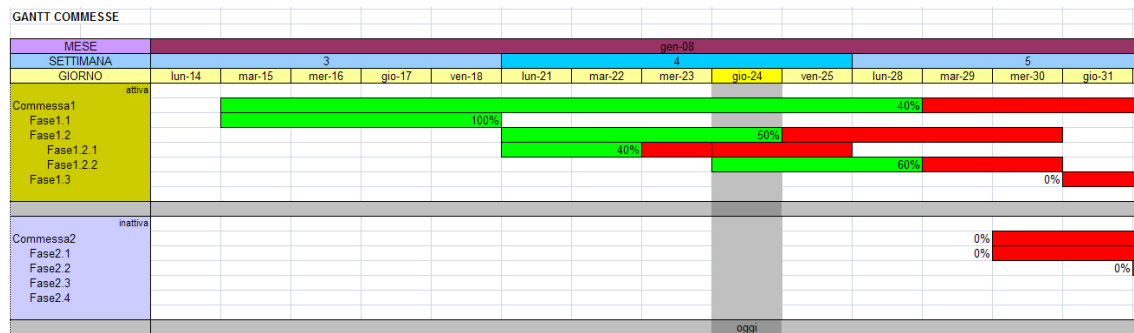 GANTT COMMESSE
MESE gen-08
SETTIMANA 3 4 5
GIORNO lun-14 mar-15 mer-16 gio-17 ven-18 lun-21 mar-22 mer-23 gio-24 ven-25 lun-28 mar-29 mer-30 gio-31
attiva
Commessa1 40%
Fase1.1 100%
Fase1.2 50%
Fase1.2.1 40%
Fase1.2.2 60%
Fase1.3 0%
inattiva
Commessa2 0%
Fase2.1 0%
Fase2.2 0%
Fase2.3
Fase2.4
oggi